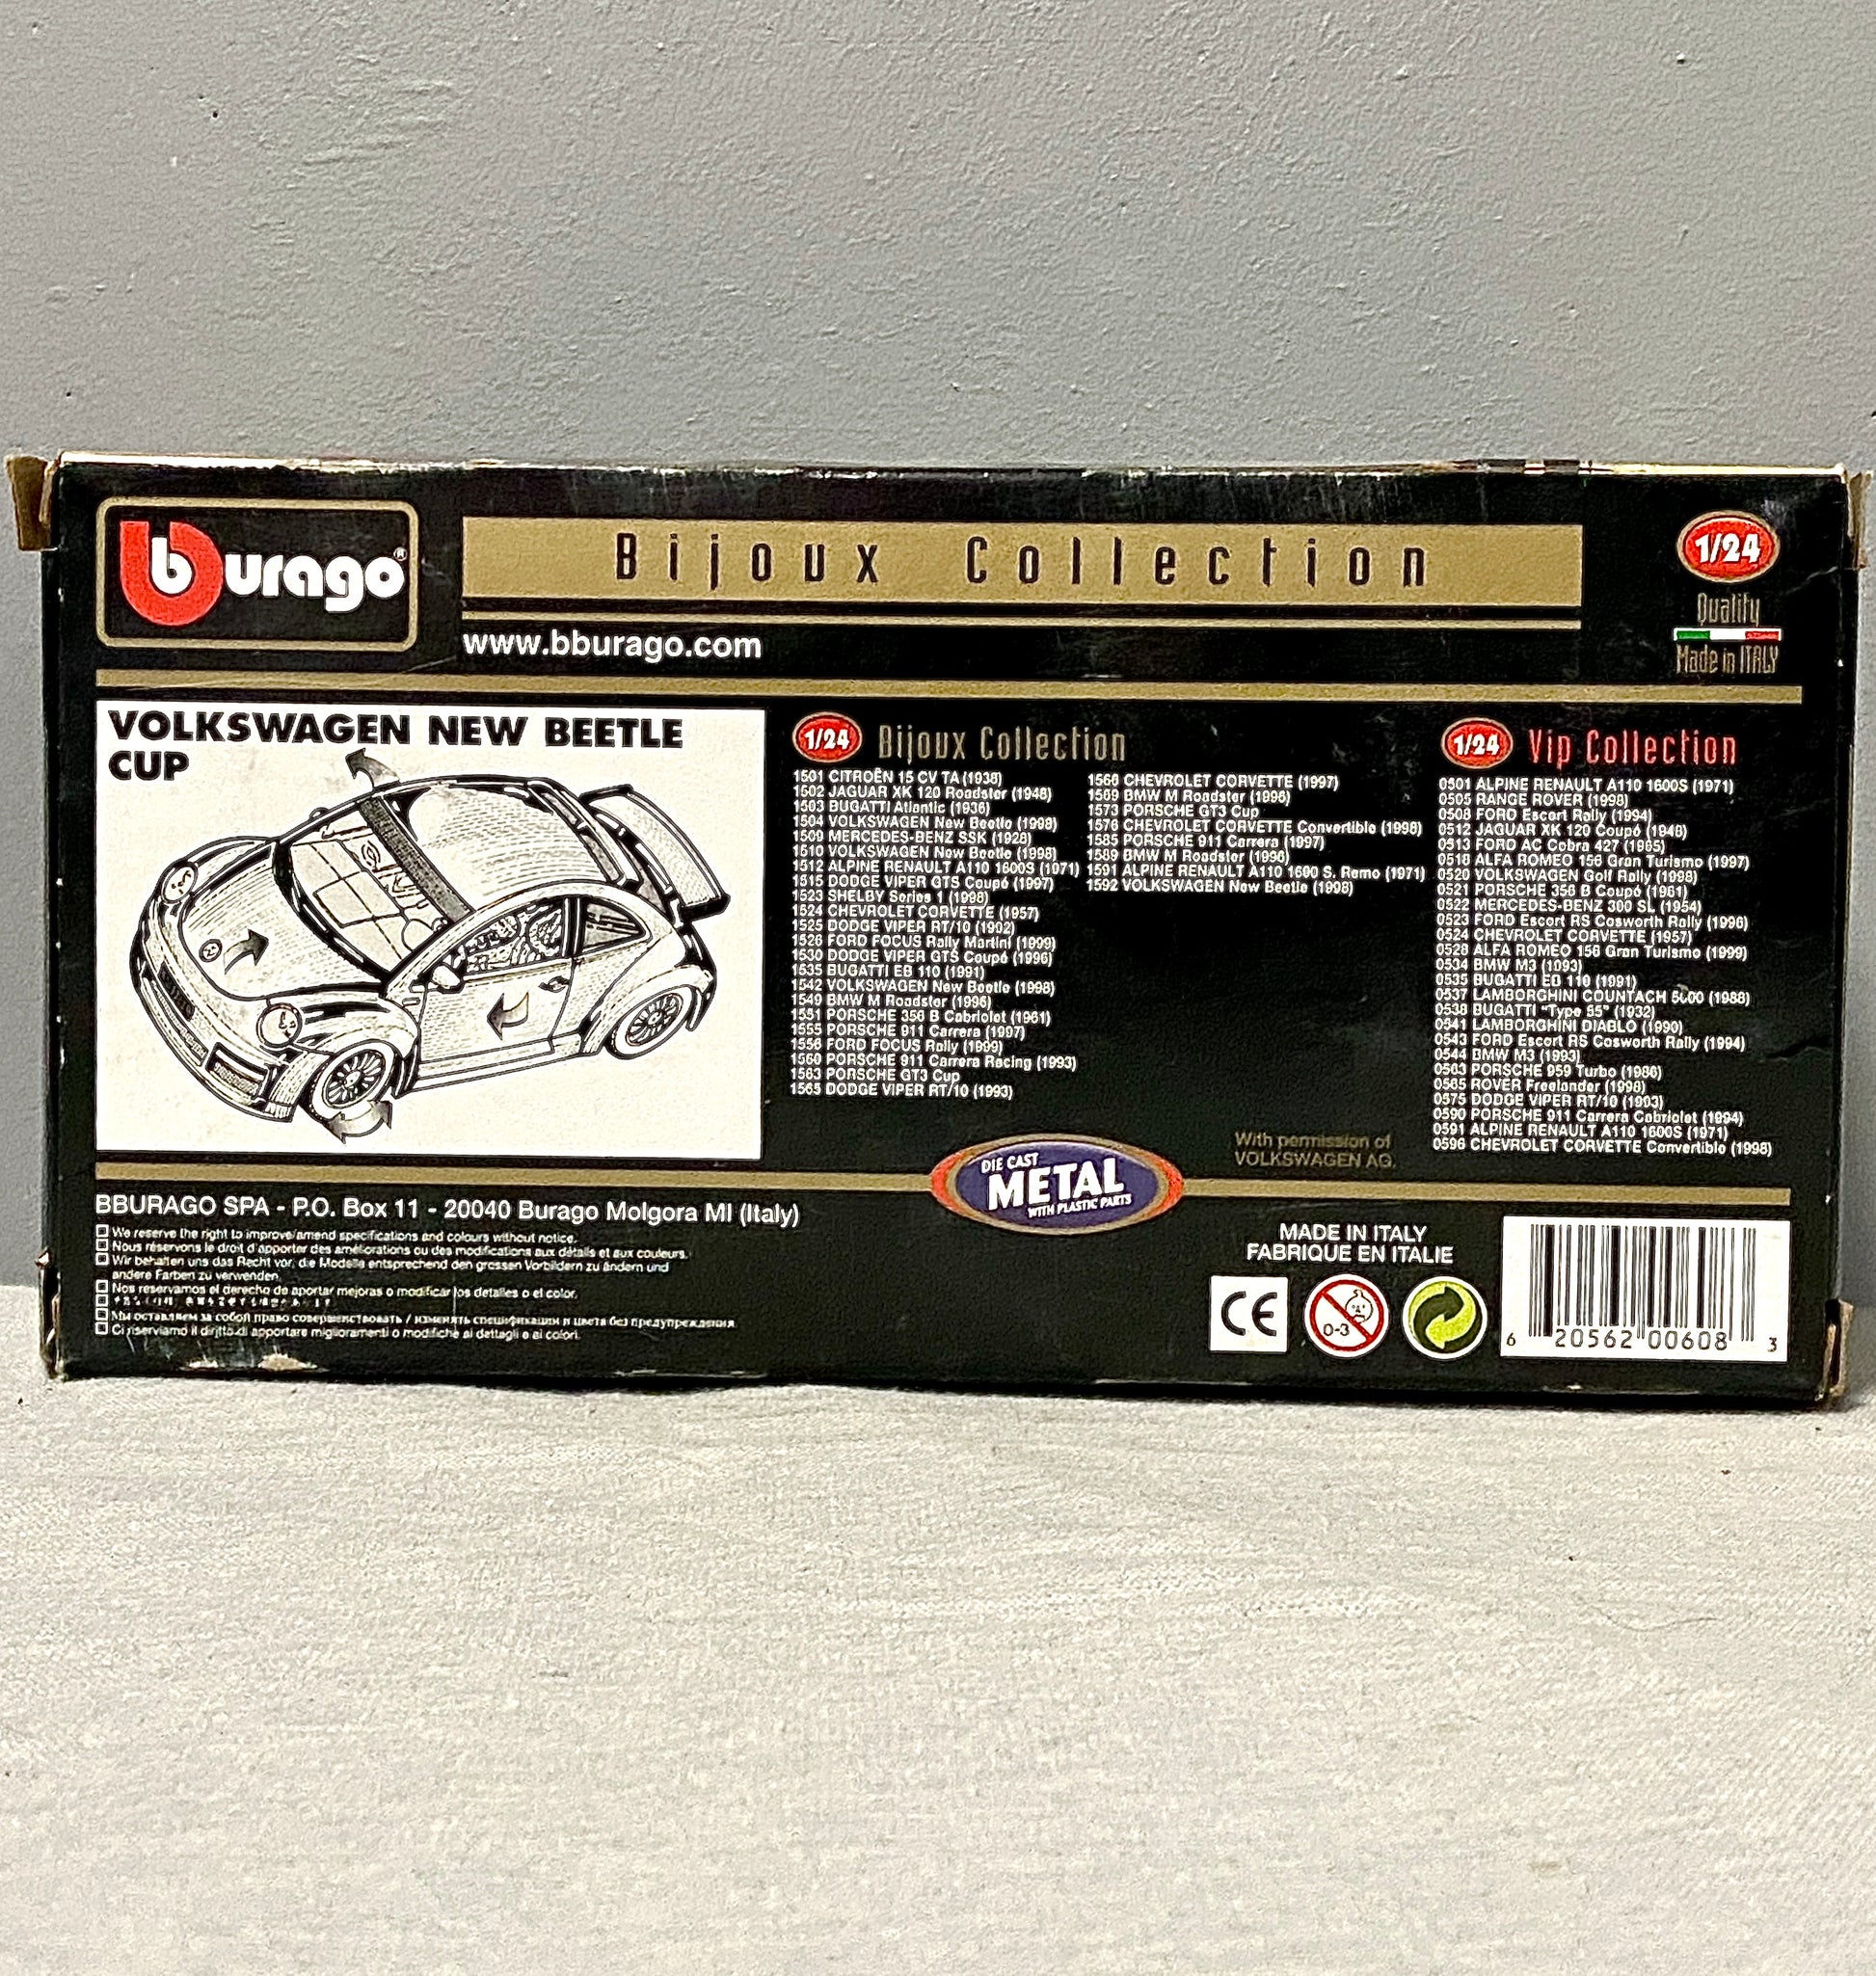 burago®
Bijoux Collection
1/24
Quality
Made in ITALY
www.bburago.com
VOLKSWAGEN NEW BEETLE
CUP
1/24 Bijoux Collection
1501 CITROËN 15 CV TA (1938)
1502 JAGUAR XK 120 Roadster (1948)
1503 BUGATTI Atlantic (1936)
1504 VOLKSWAGEN New Beetle (1998)
1509 MERCEDES-BENZ SSK (1928)
1510 VOLKSWAGEN New Beetle (1998)
1512 ALPINE RENAULT A110 1600S (1971)
1515 DODGE VIPER GTS Coupé (1997)
1523 SHELBY Series 1 (1998)
1524 CHEVROLET CORVETTE (1957)
1525 DODGE VIPER RT/10 (1992)
1526 FORD FOCUS Rally Martini (1999)
1530 DODGE VIPER GTS Coupé (1996)
1535 BUGATTI EB 110 (1991)
1542 VOLKSWAGEN New Beetle (1998)
1549 BMW M Roadster (1996)
1551 PORSCHE 356 B Cabriolet (1961)
1555 PORSCHE 911 Carrera (1997)
1556 FORD FOCUS Rally (1999)
1560 PORSCHE 911 Carrera Racing (1993)
1563 PORSCHE GT3 Cup
1565 DODGE VIPER RT/10 (1993)
1566 CHEVROLET CORVETTE (1997)
1569 BMW M Roadster (1996)
1573 PORSCHE GT3 Cup
1576 CHEVROLET CORVETTE Convertible (1998)
1585 PORSCHE 911 Carrera (1997)
1589 BMW M Roadster (1996)
1591 ALPINE RENAULT A110 1600 S. Remo (1971)
1592 VOLKSWAGEN New Beetle (1998)
1/24 Vip Collection
0501 ALPINE RENAULT A110 1600S (1971)
0505 RANGE ROVER (1998)
0508 FORD Escort Rally (1994)
0512 JAGUAR XK 120 Coupé (1948)
0513 FORD AC Cobra 427 (1965)
0518 ALFA ROMEO 156 Gran Turismo (1997)
0520 VOLKSWAGEN Golf Rally (1998)
0521 PORSCHE 356 B Coupé (1961)
0522 MERCEDES-BENZ 300 SL (1954)
0523 FORD Escort RS Cosworth Rally (1996)
0524 CHEVROLET CORVETTE (1957)
0528 ALFA ROMEO 156 Gran Turismo (1999)
0534 BMW M3 (1993)
0535 BUGATTI EB 110 (1991)
0537 LAMBORGHINI COUNTACH 5000 (1988)
0538 BUGATTI "Type 55" (1932)
0541 LAMBORGHINI DIABLO (1990)
0543 FORD Escort RS Cosworth Rally (1994)
0544 BMW M3 (1993)
0563 PORSCHE 959 Turbo (1986)
0565 ROVER Freelander (1998)
0575 DODGE VIPER RT/10 (1993)
0590 PORSCHE 911 Carrera Cabriolet (1994)
0591 ALPINE RENAULT A110 1600S (1971)
0596 CHEVROLET CORVETTE Convertible (1998)
With permission of
VOLKSWAGEN AG.
DIE CAST
METAL
WITH PLASTIC PARTS
BBURAGO SPA - P.O. Box 11 - 20040 Burago Molgora MI (Italy)
We reserve the right to improve/amend specifications and colours without notice.
Nous réservons le droit d'apporter des améliorations ou des modifications aux détails et aux couleurs.
Wir behalten uns das Recht vor, die Modelle entsprechend den grossen Vorbildern zu ändern und
andere Farben zu verwenden.
Nos reservamos el derecho de aportar mejoras o modificar los detalles o el color.
Мы оставляем за собой право совершенствовать / изменять спецификации и цвета без предупреждения
Ci riserviamo il diritto di apportare miglioramenti o modifiche ai dettagli e ai colori.
MADE IN ITALY
FABRIQUE EN ITALIE
CE
0-3
6 20562 00608 3